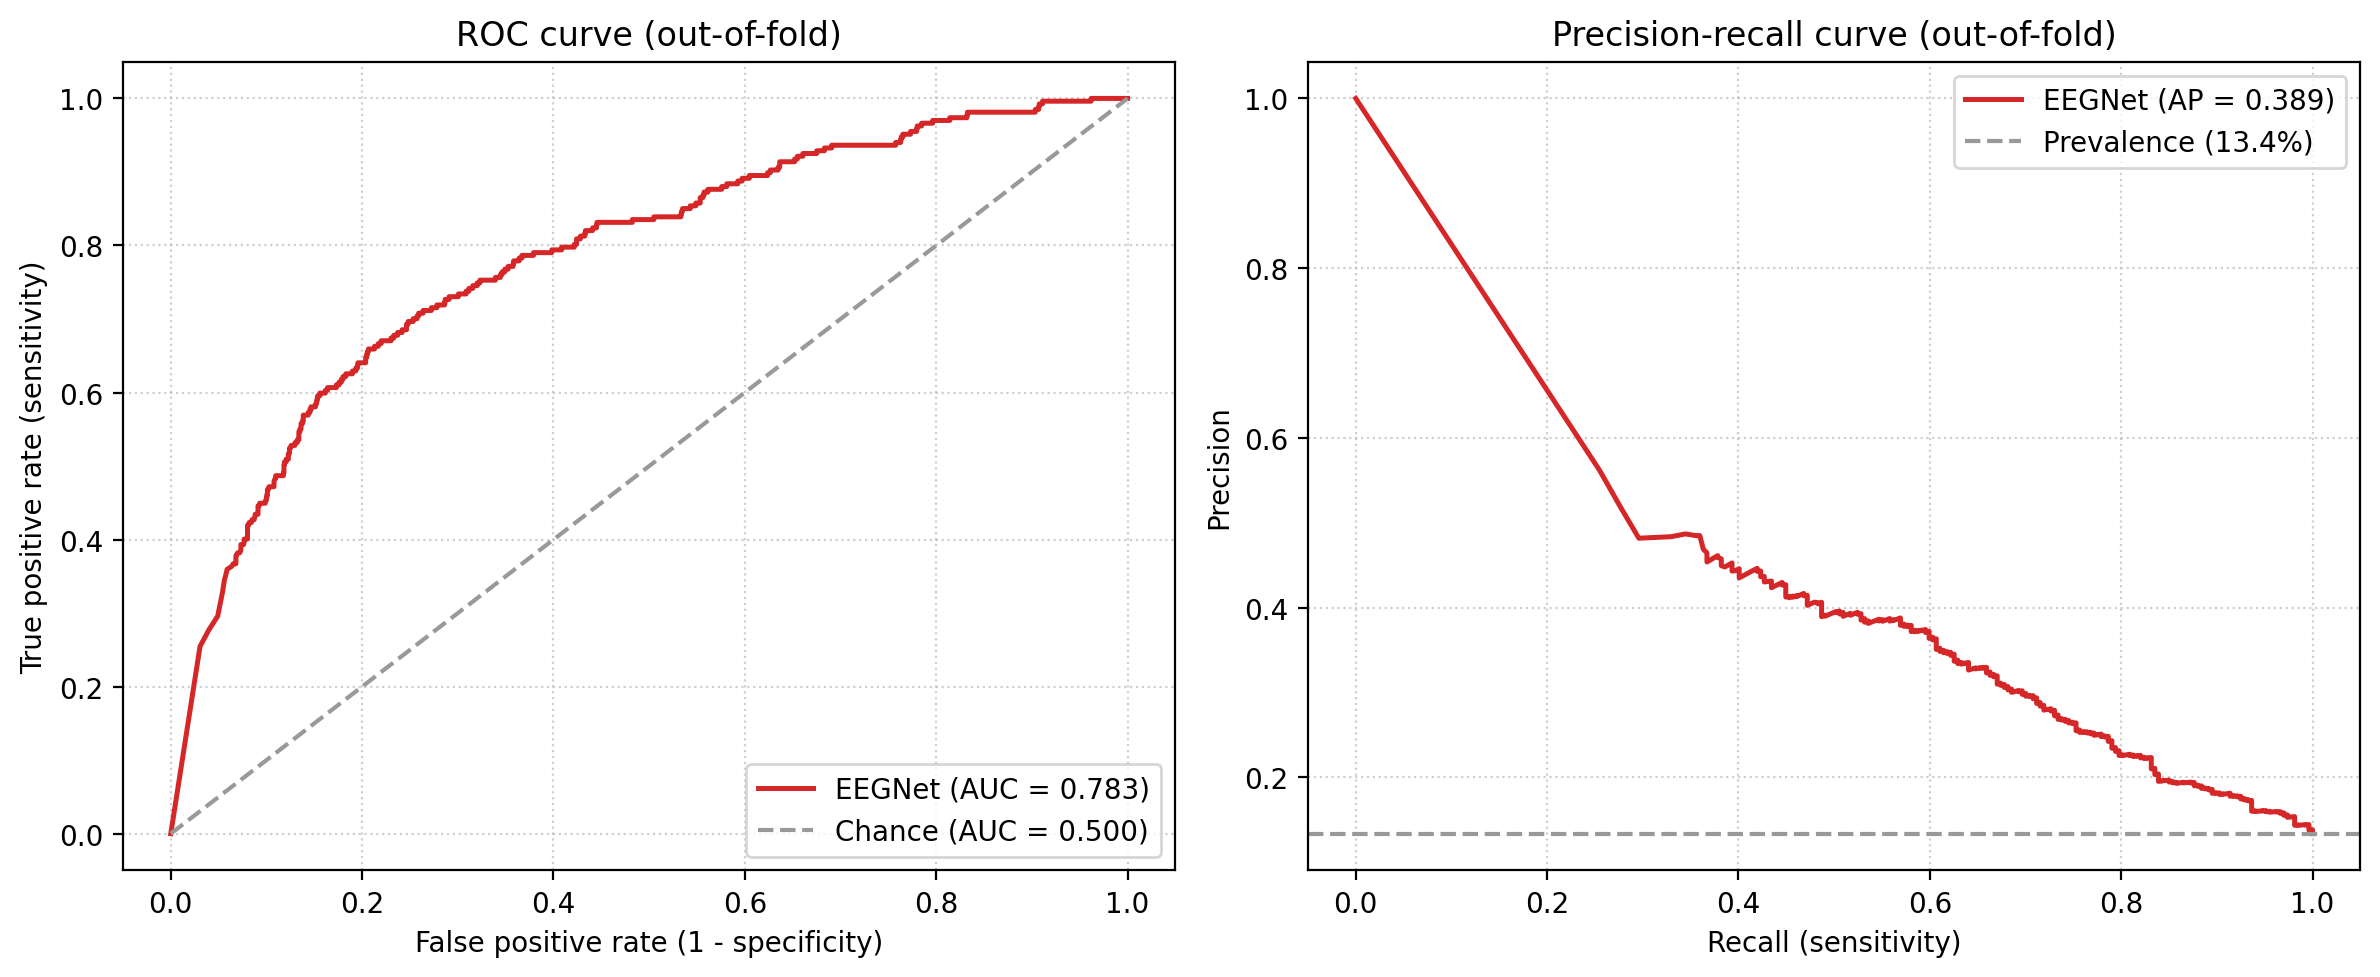 ROC curve (out-of-fold)
True positive rate (sensitivity)
1.0
0.8
0.6
0.4
0.2
0.0
EEGNet (AUC = 0.783)
Chance (AUC = 0.500)
0.0 0.2 0.4 0.6 0.8 1.0
False positive rate (1 - specificity)
Precision-recall curve (out-of-fold)
Precision
1.0
0.8
0.6
0.4
0.2
EEGNet (AP = 0.389)
Prevalence (13.4%)
0.0 0.2 0.4 0.6 0.8 1.0
Recall (sensitivity)